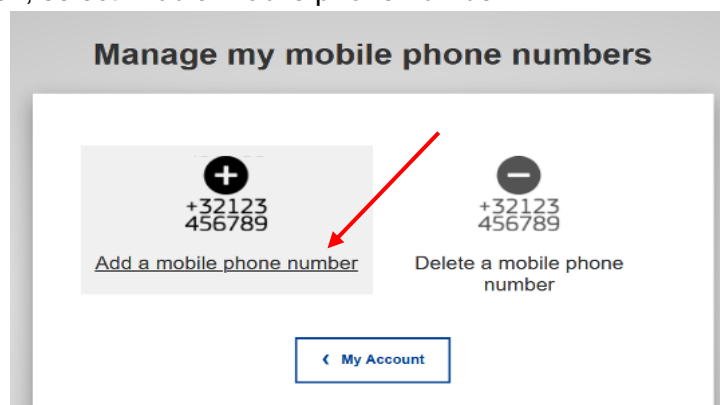 Manage my mobile phone numbers
+32123
456789
Add a mobile phone number
+32123
456789
Delete a mobile phone
number
My Account